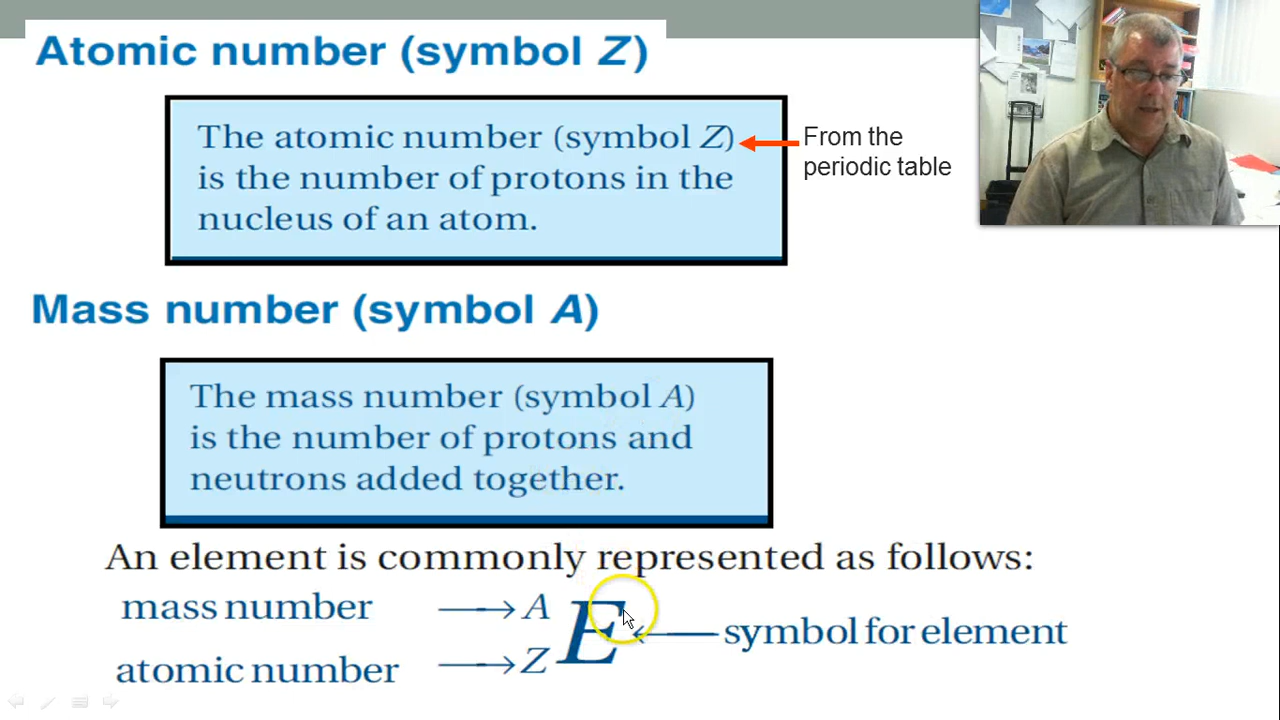 Atomic number (symbol Z)
The atomic number (symbol Z)
is the number of protons in the
nucleus of an atom.
From the
periodic table
Mass number (symbol A)
The mass number (symbol A)
is the number of protons and
neutrons added together.
An element is commonly represented as follows:
mass number → A
E ← symbol for element
atomic number → Z